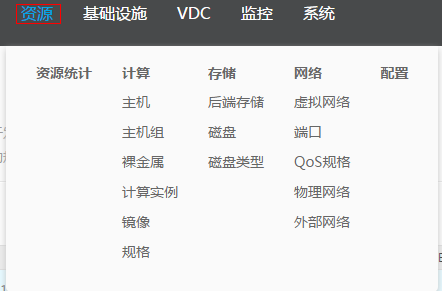 资源 基础设施 VDC 监控 系统
资源统计 计算 存储 网络 配置
主机 后端存储 虚拟网络
主机组 磁盘 端口
裸金属 磁盘类型 QoS规格
计算实例 物理网络
镜像 外部网络
规格